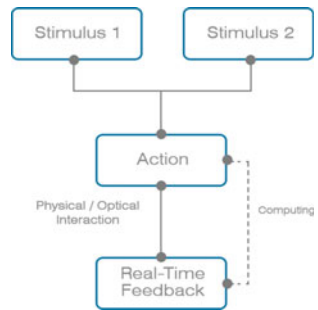 Stimulus 1
Stimulus 2
Action
Physical / Optical
Interaction
Computing
Real-Time
Feedback